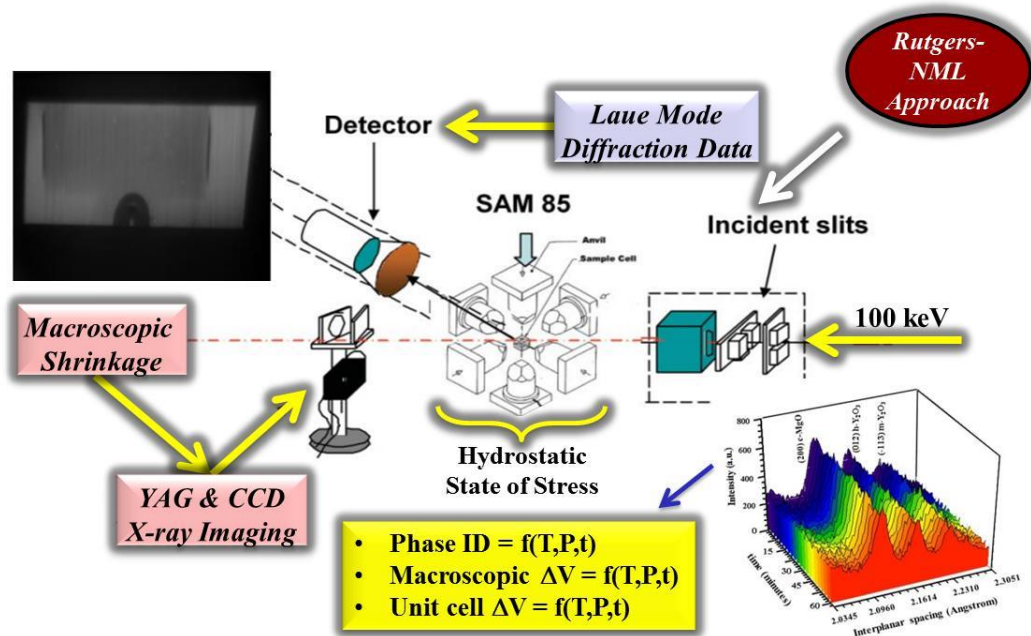 Rutgers-
NML
Approach
Laue Mode
Diffraction Data
Detector
SAM 85
Incident slits
Anvil
Sample Cell
100 keV
Macroscopic
Shrinkage
YAG & CCD
X-ray Imaging
Hydrostatic
State of Stress
• Phase ID = f(T,P,t)
• Macroscopic ΔV = f(T,P,t)
• Unit cell ΔV = f(T,P,t)
(200) c-MgO
(012) h-Y₂O₃
(-113) m-Y₂O₃
Intensity (a.u.)
800
600
400
200
0
15
30
45
60
time (minutes)
2.0345
2.0960
2.1614
2.2310
2.3051
Interplanar spacing (Angstrom)